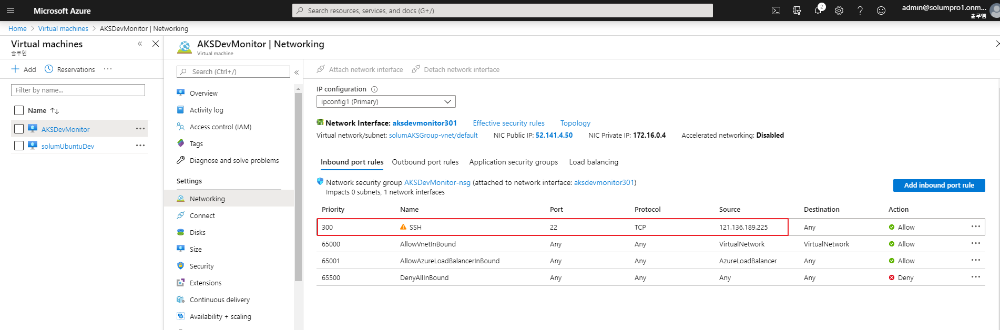 Microsoft Azure
Search resources, services, and docs (G+/)
2
admin@solumpro1.onm...
솔루엠
Home > Virtual machines > AKSDevMonitor | Networking
Virtual machines
솔루엠
Add Reservations ...
Filter by name...
Name
AKSDevMonitor ...
solumUbuntuDev ...
AKSDevMonitor | Networking
Virtual machine
Search (Ctrl+/)
Overview
Activity log
Access control (IAM)
Tags
Diagnose and solve problems
Settings
Networking
Connect
Disks
Size
Security
Extensions
Continuous delivery
Availability + scaling
Attach network interface Detach network interface
IP configuration
ipconfig1 (Primary)
Network Interface: aksdevmonitor301 Effective security rules Topology
Virtual network/subnet: solumAKSGroup-vnet/default NIC Public IP: 52.141.4.50 NIC Private IP: 172.16.0.4 Accelerated networking: Disabled
Inbound port rules Outbound port rules Application security groups Load balancing
Network security group AKSDevMonitor-nsg (attached to network interface: aksdevmonitor301)
Impacts 0 subnets, 1 network interfaces
Add inbound port rule
Priority Name Port Protocol Source Destination Action
300 SSH 22 TCP 121.136.189.225 Any Allow ...
65000 AllowVnetInBound Any Any VirtualNetwork VirtualNetwork Allow ...
65001 AllowAzureLoadBalancerInBound Any Any AzureLoadBalancer Any Allow ...
65500 DenyAllInBound Any Any Any Any Deny ...